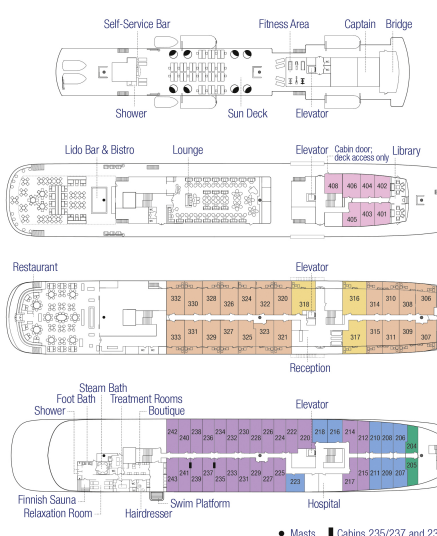 Self-Service Bar
Fitness Area
Captain
Bridge
Shower
Sun Deck
Elevator
Lido Bar & Bistro
Lounge
Elevator
Cabin door;
deck access only
Library
408
406
404
402
405
403
401
Restaurant
Elevator
332
330
328
326
324
322
320
318
316
314
310
308
306
333
331
329
327
325
323
321
317
315
311
309
307
Reception
Steam Bath
Foot Bath
Treatment Rooms
Shower
Boutique
Elevator
242
240
238
236
234
232
230
228
226
224
222
220
218
216
214
212
210
208
206
204
243
241
239
237
235
233
231
229
227
225
223
217
215
211
209
207
205
Finnish Sauna
Relaxation Room
Hairdresser
Swim Platform
Hospital
Masts
Cabins 235/237 and 23